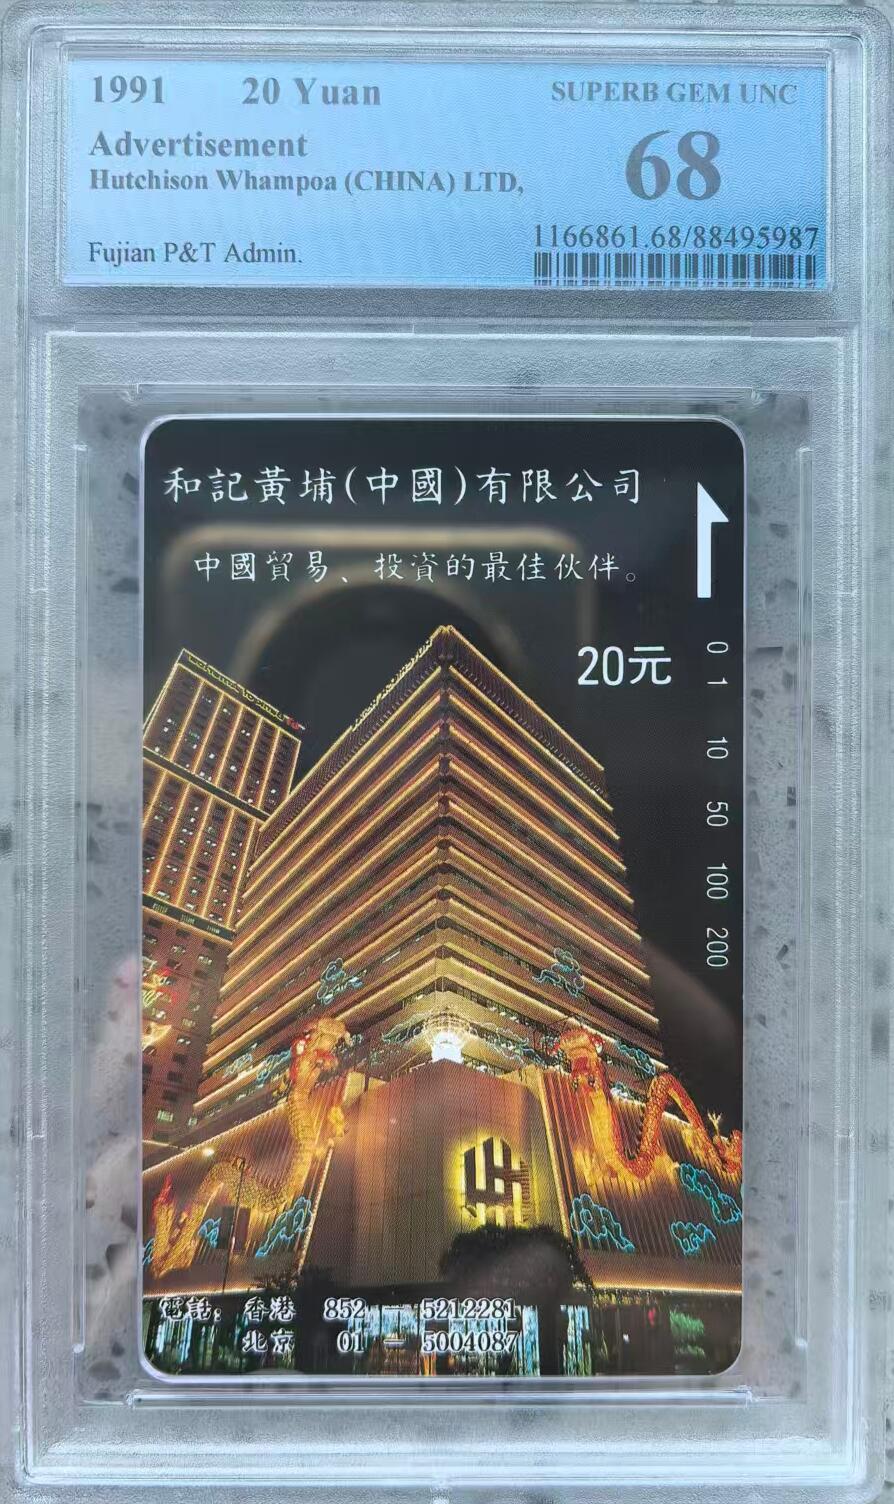 1991 20 Yuan SUPERB GEM UNC
Advertisement 68
Hutchison Whampoa (CHINA) LTD,
Fujian P&T Admin. 1166861.68/88495987
和記黃埔(中國)有限公司
中國貿易、投資的最佳伙伴。
20元
0
1
10
50
100
200
電話: 香港 852 — 5212281
北京 01 — 5004087